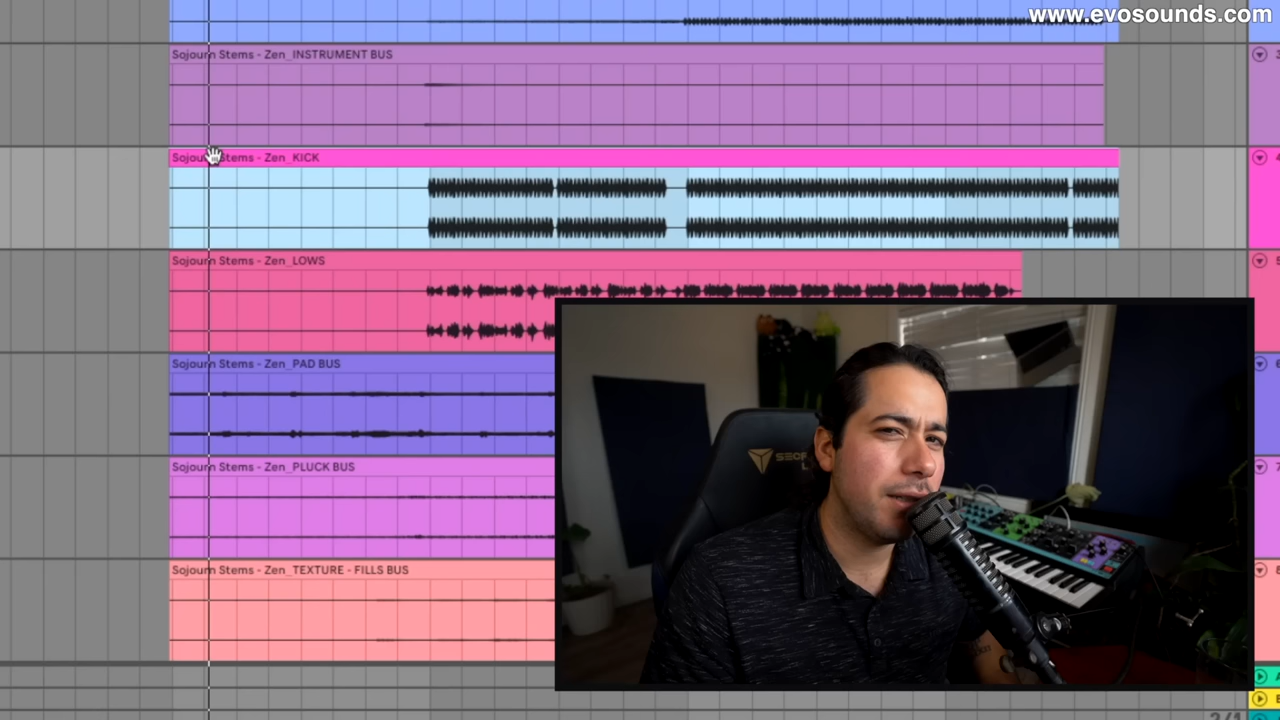 www.evosounds.com
Sojourn Stems - Zen_INSTRUMENT BUS
Sojourn Stems - Zen_KICK
Sojourn Stems - Zen_LOWS
Sojourn Stems - Zen_PAD BUS
Sojourn Stems - Zen_PLUCK BUS
Sojourn Stems - Zen_TEXTURE - FILLS BUS